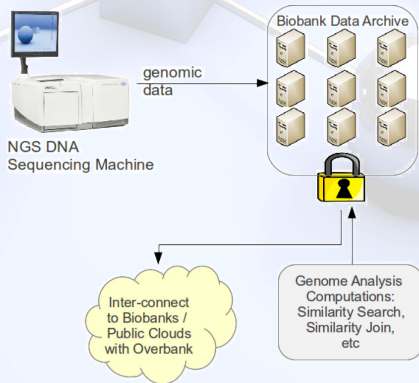 Biobank Data Archive
genomic
data
NGS DNA
Sequencing Machine
Inter-connect
to Biobanks /
Public Clouds
with Overbank
Genome Analysis
Computations:
Similarity Search,
Similarity Join,
etc